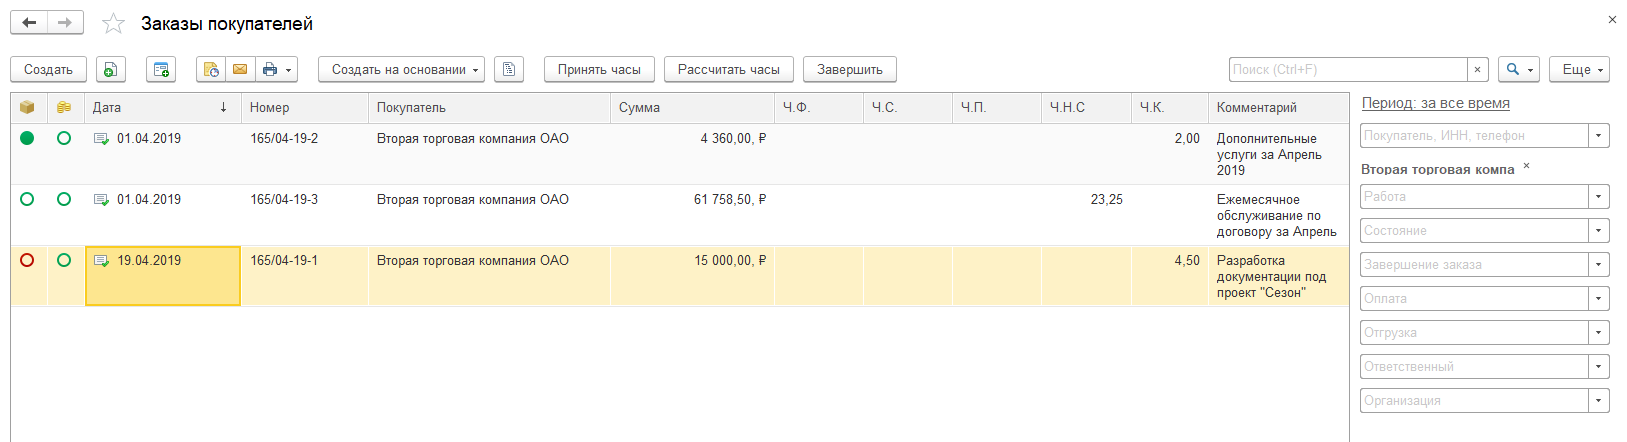 Заказы покупателей
Создать Создать на основании Принять часы Рассчитать часы Завершить Поиск (Ctrl+F) × Еще
Дата ↓ Номер Покупатель Сумма Ч.Ф. Ч.С. Ч.П. Ч.Н.С Ч.К. Комментарий
01.04.2019 165/04-19-2 Вторая торговая компания ОАО 4 360,00, ₽ 2,00 Дополнительные
услуги за Апрель
2019
01.04.2019 165/04-19-3 Вторая торговая компания ОАО 61 758,50, ₽ 23,25 Ежемесячное
обслуживание по
договору за Апрель
19.04.2019 165/04-19-1 Вторая торговая компания ОАО 15 000,00, ₽ 4,50 Разработка
документации под
проект "Сезон"
Период: за все время
Покупатель, ИНН, телефон
Вторая торговая компа ×
Работа
Состояние
Завершение заказа
Оплата
Отгрузка
Ответственный
Организация